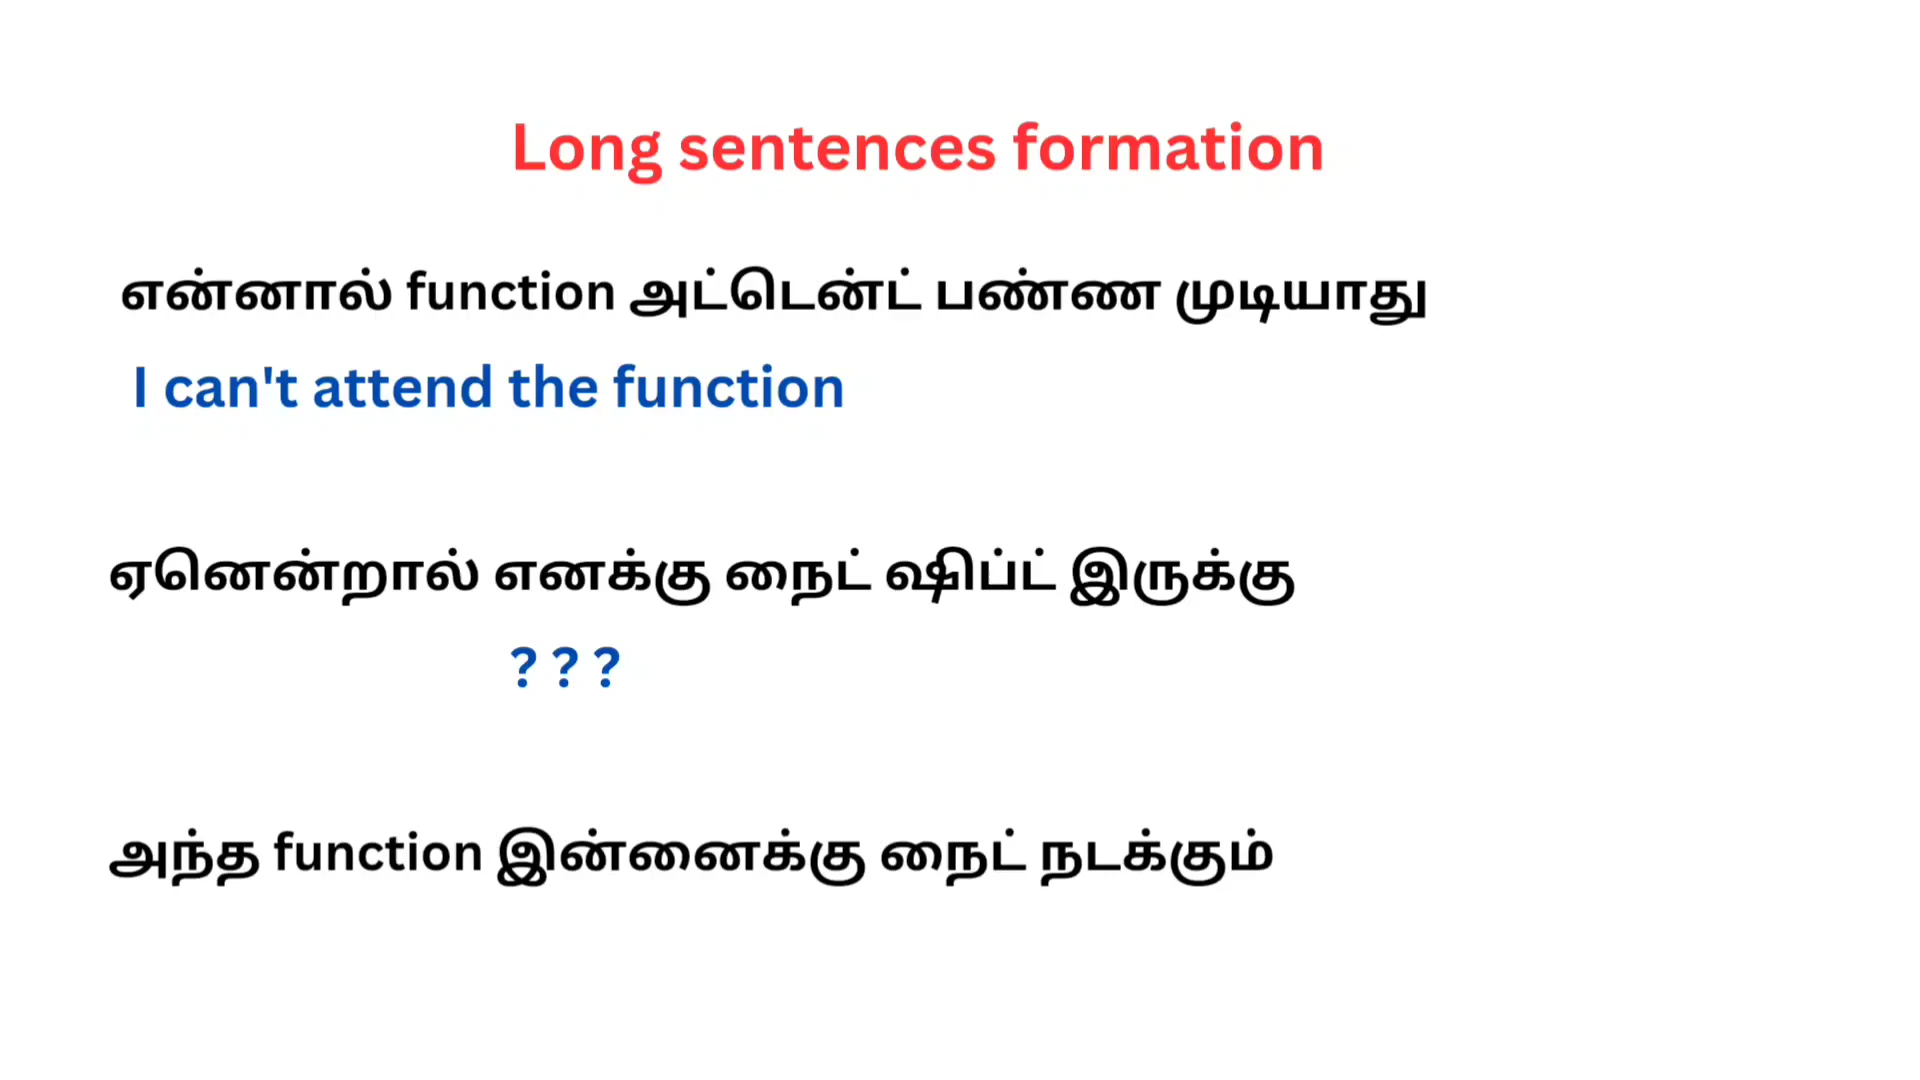 Long sentences formation
என்னால் function அட்டென்ட் பண்ண முடியாது
I can't attend the function
ஏனென்றால் எனக்கு நைட் ஷிப்ட் இருக்கு
? ? ?
அந்த function இன்னைக்கு நைட் நடக்கும்